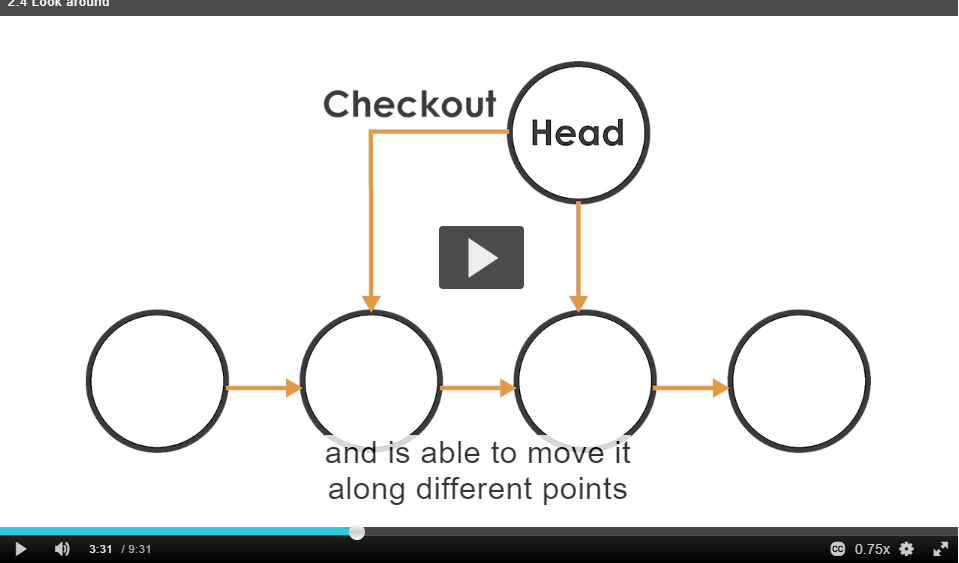 2.4 Look around
Checkout
Head
and is able to move it
along different points
3:31 / 9:31
CC
0.75x